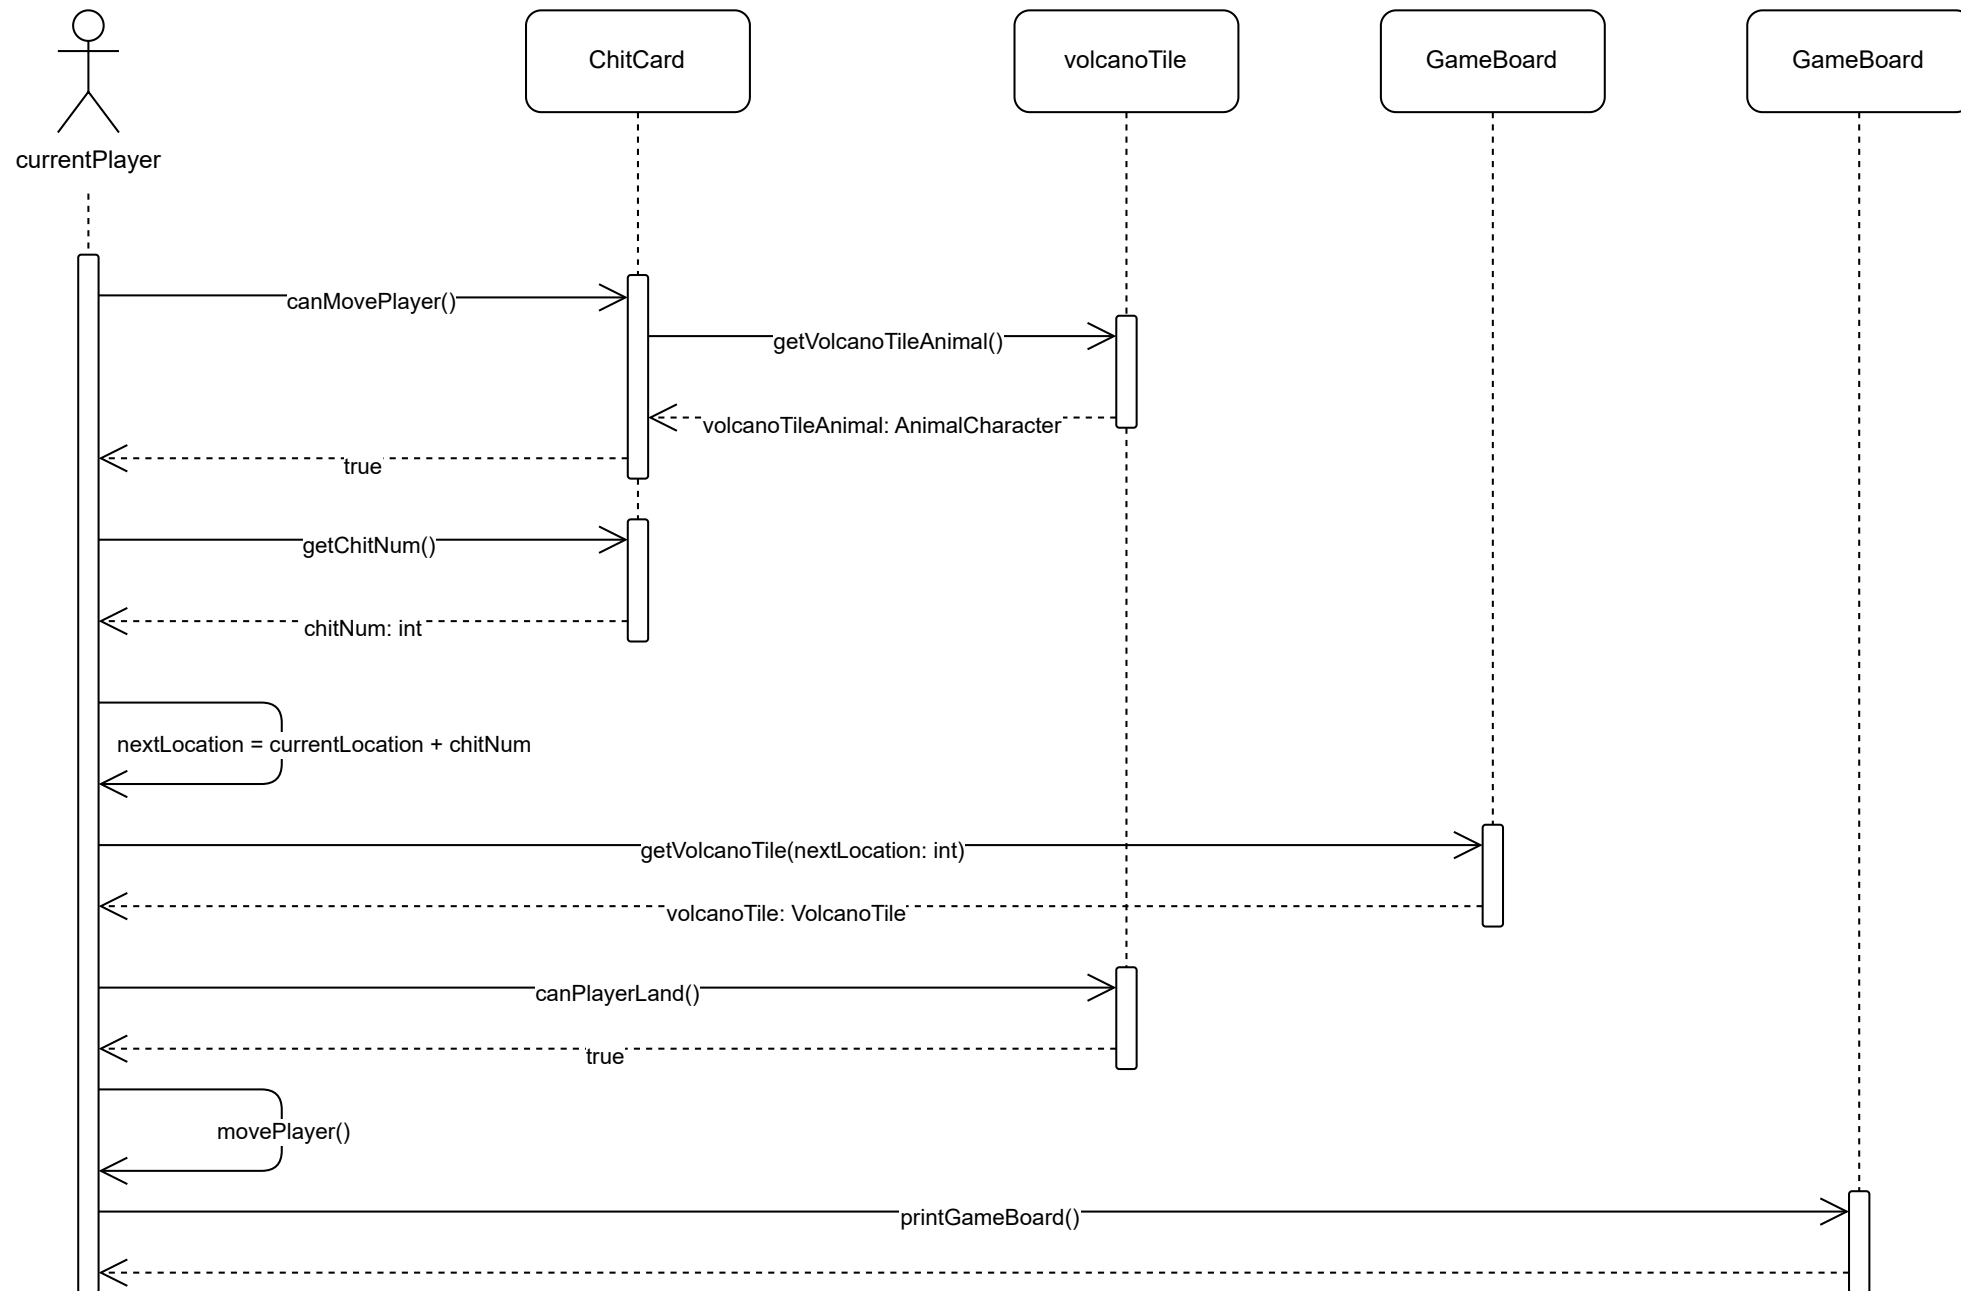 currentPlayer
ChitCard
volcanoTile
GameBoard
GameBoard
canMovePlayer()
getVolcanoTileAnimal()
volcanoTileAnimal: AnimalCharacter
true
getChitNum()
chitNum: int
nextLocation = currentLocation + chitNum
getVolcanoTile(nextLocation: int)
volcanoTile: VolcanoTile
canPlayerLand()
true
movePlayer()
printGameBoard()